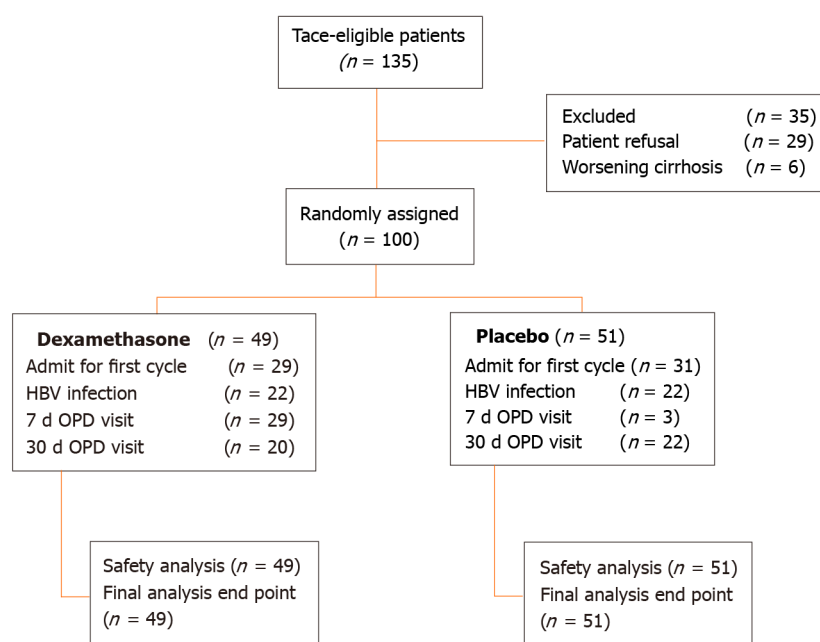 Tace-eligible patients
(n = 135)
Excluded (n = 35)
Patient refusal (n = 29)
Worsening cirrhosis (n = 6)
Randomly assigned
(n = 100)
Dexamethasone (n = 49)
Admit for first cycle (n = 29)
HBV infection (n = 22)
7 d OPD visit (n = 29)
30 d OPD visit (n = 20)
Placebo (n = 51)
Admit for first cycle (n = 31)
HBV infection (n = 22)
7 d OPD visit (n = 3)
30 d OPD visit (n = 22)
Safety analysis (n = 49)
Final analysis end point
(n = 49)
Safety analysis (n = 51)
Final analysis end point
(n = 51)